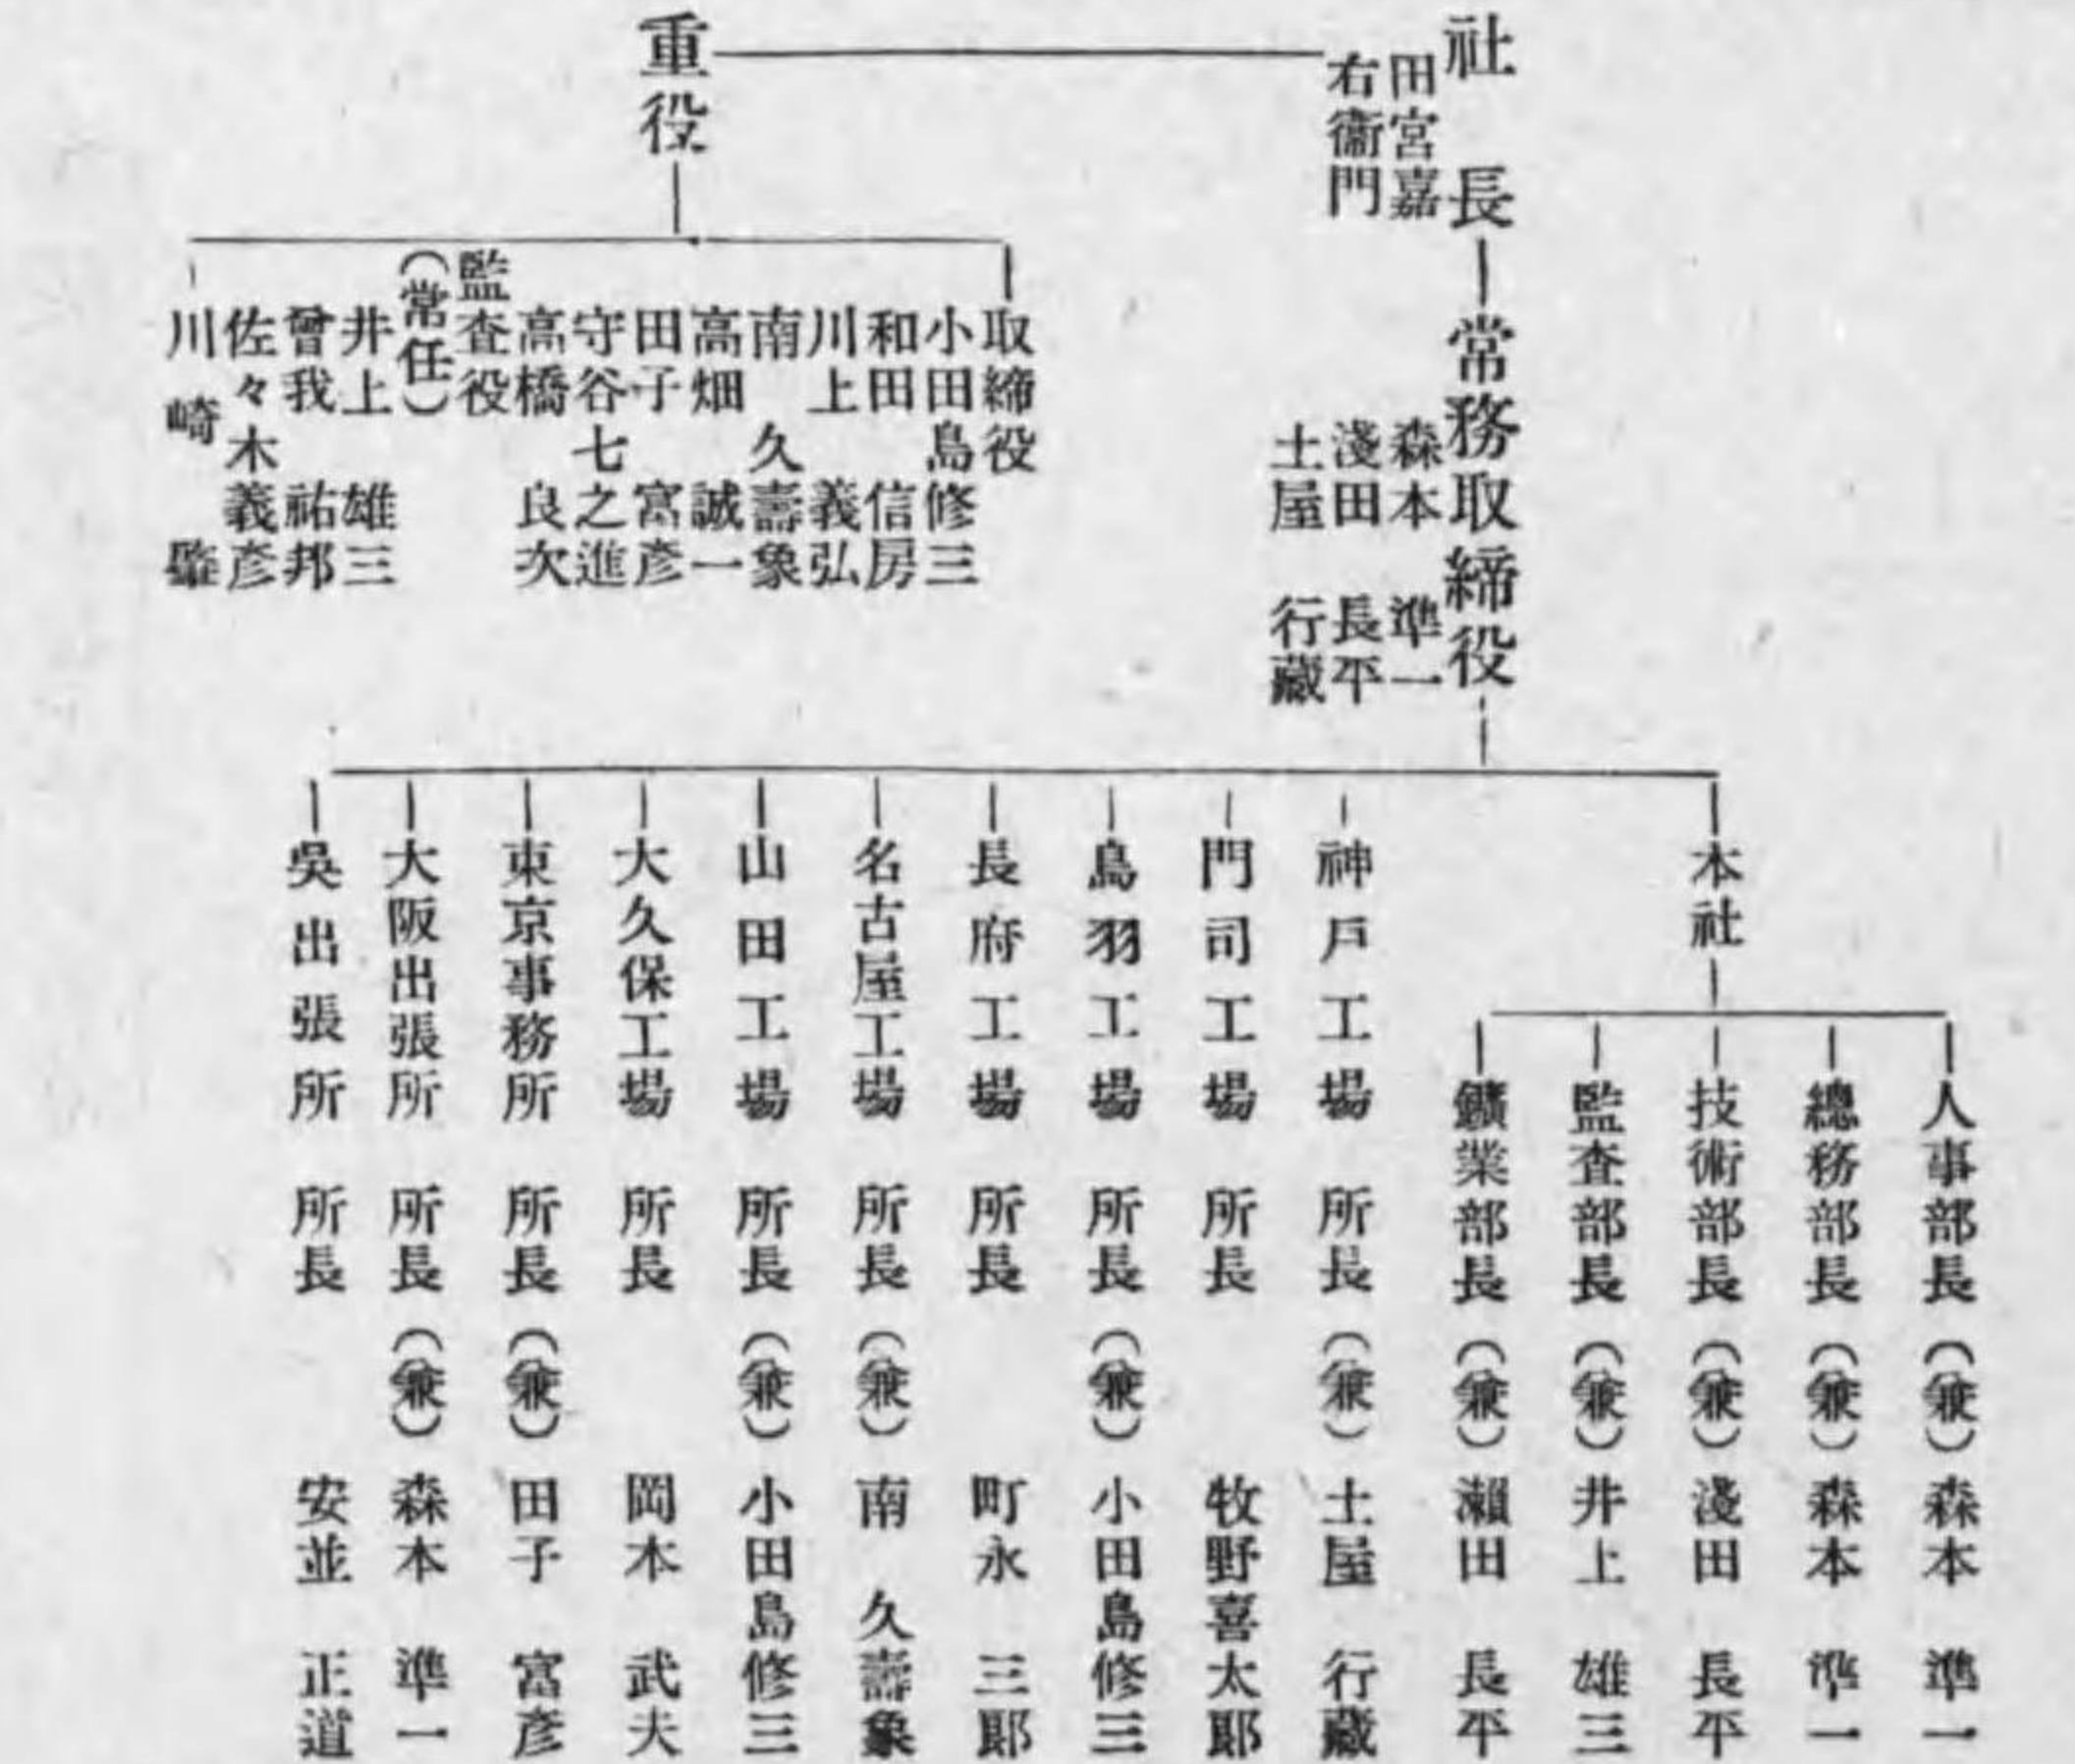 社長
田宮嘉
右衞門
常務取締役
森本 準一
淺田 長平
土屋 行藏
重役
取締役
小田島修三
和田 信房
川上 義弘
南 久壽象
高畑 誠一
田子 富彦
守谷七之進
高橋 良次
監査役
(常任)
井上 雄三
曾我 祐邦
佐々木義彦
川崎
本社
人事部長(兼)森本 準一
總務部長(兼)森本 準一
技術部長(兼)淺田 長平
監査部長(兼)井上 雄三
鑛業部長(兼)瀬田 長平
神戸工場 所長(兼)土屋 行藏
門司工場 所長 牧野喜太郎
鳥羽工場 所長(兼)小田島修三
長府工場 所長 町永 三郎
名古屋工場 所長(兼)南 久壽象
山田工場 所長(兼)小田島修三
大久保工場 所長 岡本 武夫
東京事務所 所長(兼)田子 富彦
大阪出張所 所長(兼)森本 準一
吳出張所 所長 安並 正道